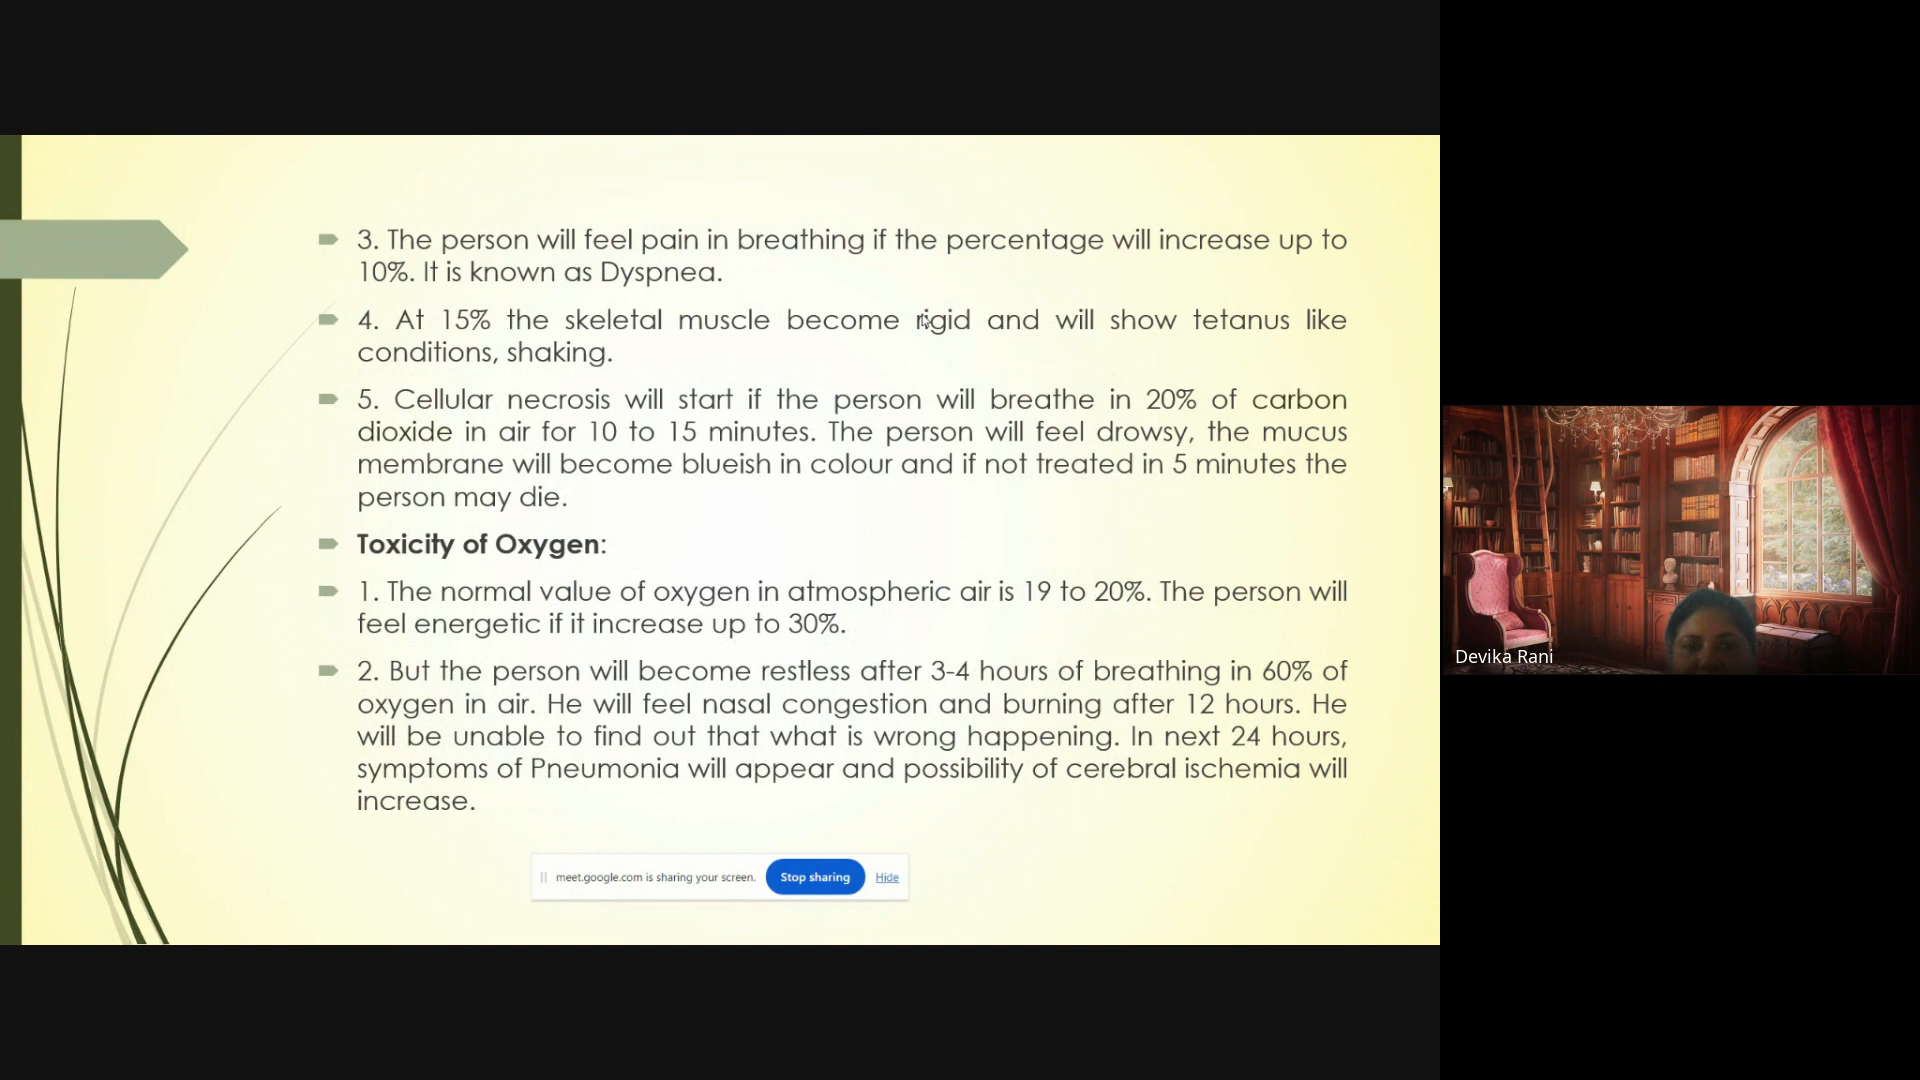 3. The person will feel pain in breathing if the percentage will increase up to
10%. It is known as Dyspnea.
4. At 15% the skeletal muscle become rigid and will show tetanus like
conditions, shaking.
5. Cellular necrosis will start if the person will breathe in 20% of carbon
dioxide in air for 10 to 15 minutes. The person will feel drowsy, the mucus
membrane will become blueish in colour and if not treated in 5 minutes the
person may die.
Toxicity of Oxygen:
1. The normal value of oxygen in atmospheric air is 19 to 20%. The person will
feel energetic if it increase up to 30%.
2. But the person will become restless after 3-4 hours of breathing in 60% of
oxygen in air. He will feel nasal congestion and burning after 12 hours. He
will be unable to find out that what is wrong happening. In next 24 hours,
symptoms of Pneumonia will appear and possibility of cerebral ischemia will
increase.
meet.google.com is sharing your screen. Stop sharing Hide
Devika Rani